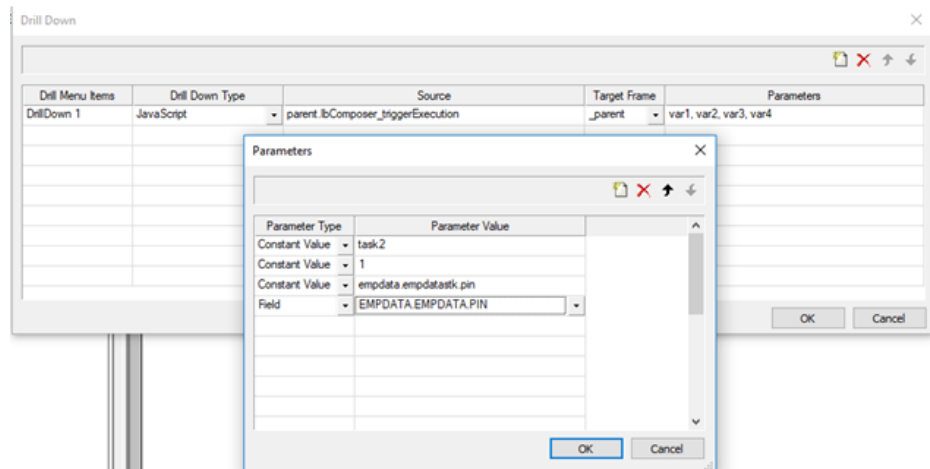 Drill Down
Drill Menu Items Drill Down Type Source Target Frame Parameters
DrillDown 1 JavaScript parent.IbComposer_triggerExecution _parent var1, var2, var3, var4
Parameters
Parameter Type Parameter Value
Constant Value task2
Constant Value 1
Constant Value empdata.empdatastk.pin
Field EMPDATA.EMPDATA.PIN
OK Cancel
OK Cancel